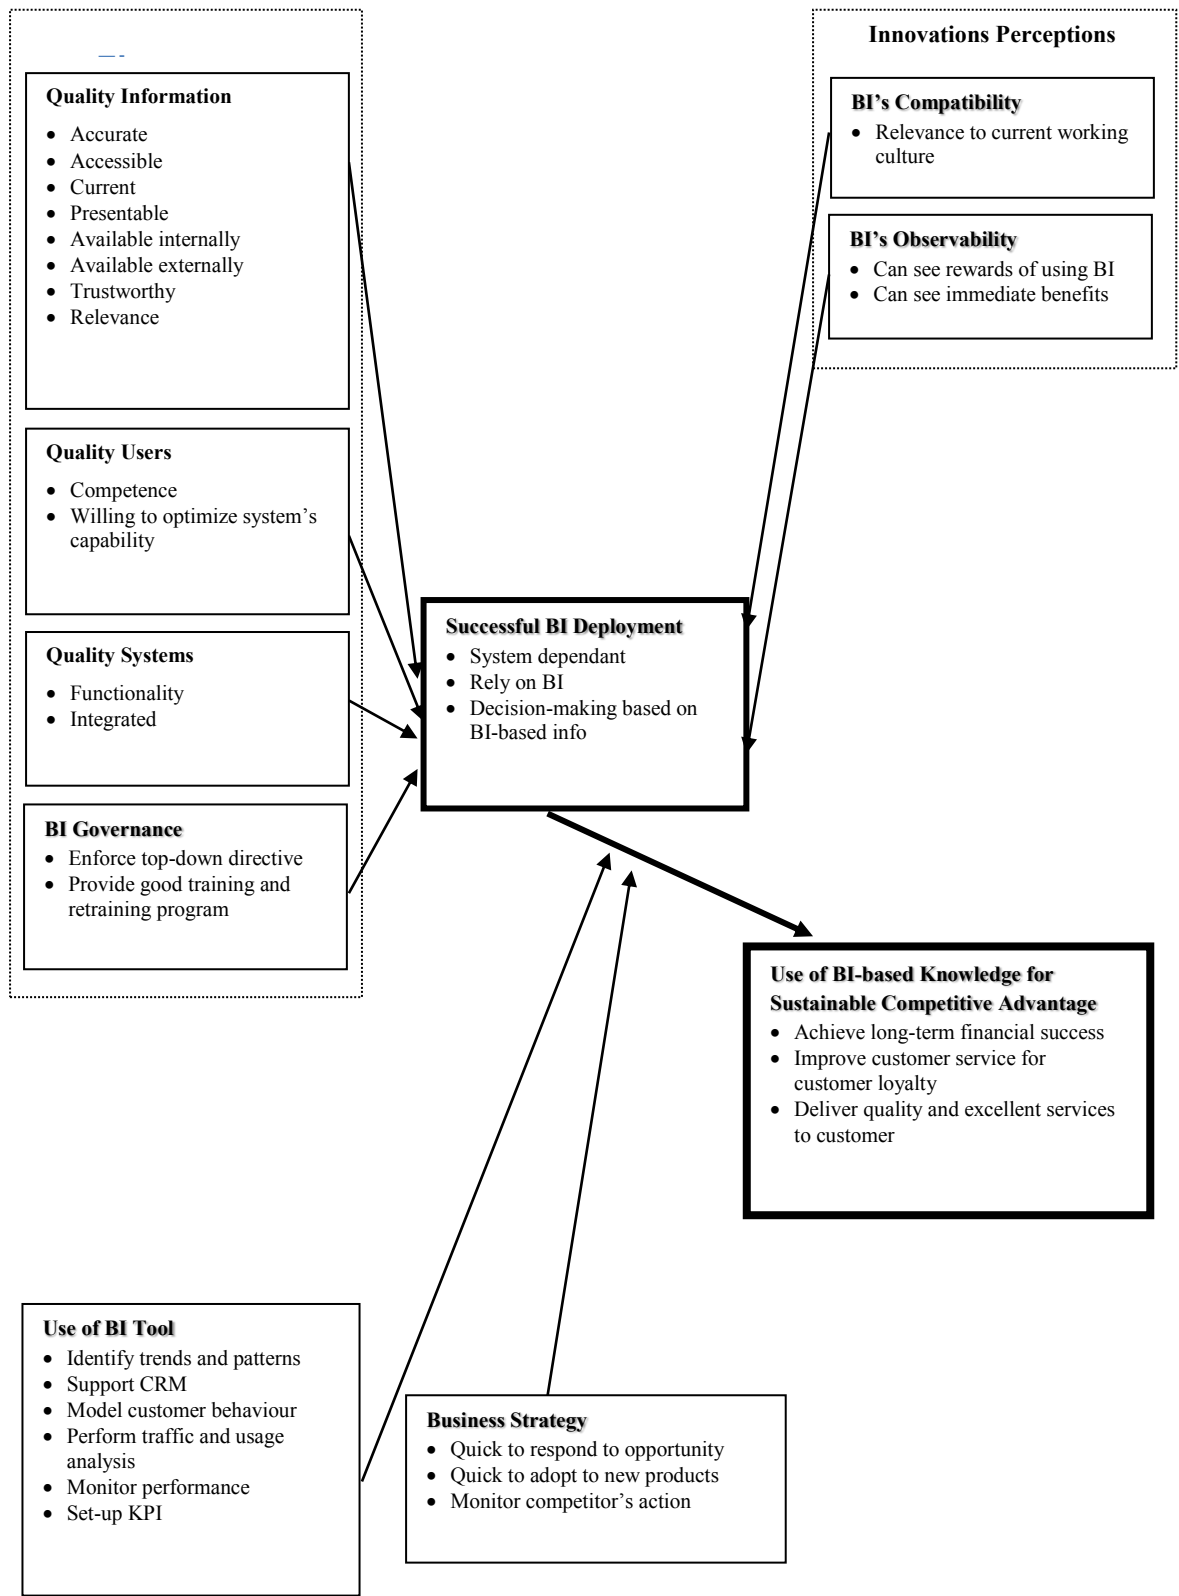 Quality Information
• Accurate
• Accessible
• Current
• Presentable
• Available internally
• Available externally
• Trustworthy
• Relevance
Quality Users
• Competence
• Willing to optimize system's
capability
Quality Systems
• Functionality
• Integrated
BI Governance
• Enforce top-down directive
• Provide good training and
retraining program
Innovations Perceptions
BI's Compatibility
• Relevance to current working
culture
BI's Observability
• Can see rewards of using BI
• Can see immediate benefits
Successful BI Deployment
• System dependant
• Rely on BI
• Decision-making based on
BI-based info
Use of BI-based Knowledge for
Sustainable Competitive Advantage
• Achieve long-term financial success
• Improve customer service for
customer loyalty
• Deliver quality and excellent services
to customer
Use of BI Tool
• Identify trends and patterns
• Support CRM
• Model customer behaviour
• Perform traffic and usage
analysis
• Monitor performance
• Set-up KPI
Business Strategy
• Quick to respond to opportunity
• Quick to adopt to new products
• Monitor competitor's action